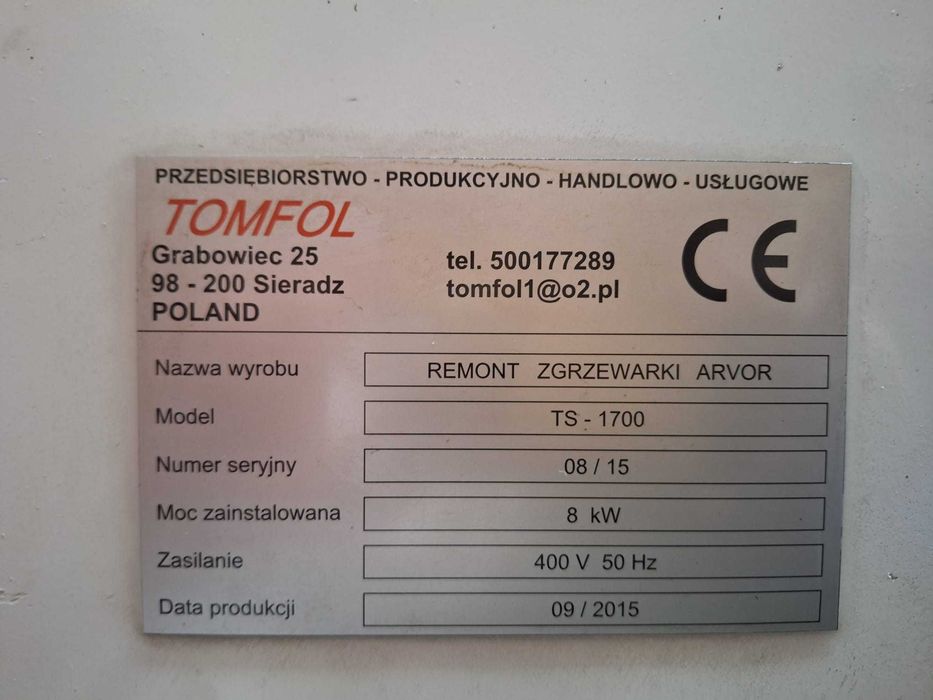 PRZEDSIĘBIORSTWO - PRODUKCYJNO - HANDLOWO - USŁUGOWE
TOMFOL
Grabowiec 25
98 - 200 Sieradz
POLAND
tel. 500177289
tomfol1@o2.pl
CE
Nazwa wyrobu REMONT ZGRZEWARKI ARVOR
Model TS - 1700
Numer seryjny 08 / 15
Moc zainstalowana 8 kW
Zasilanie 400 V 50 Hz
Data produkcji 09 / 2015